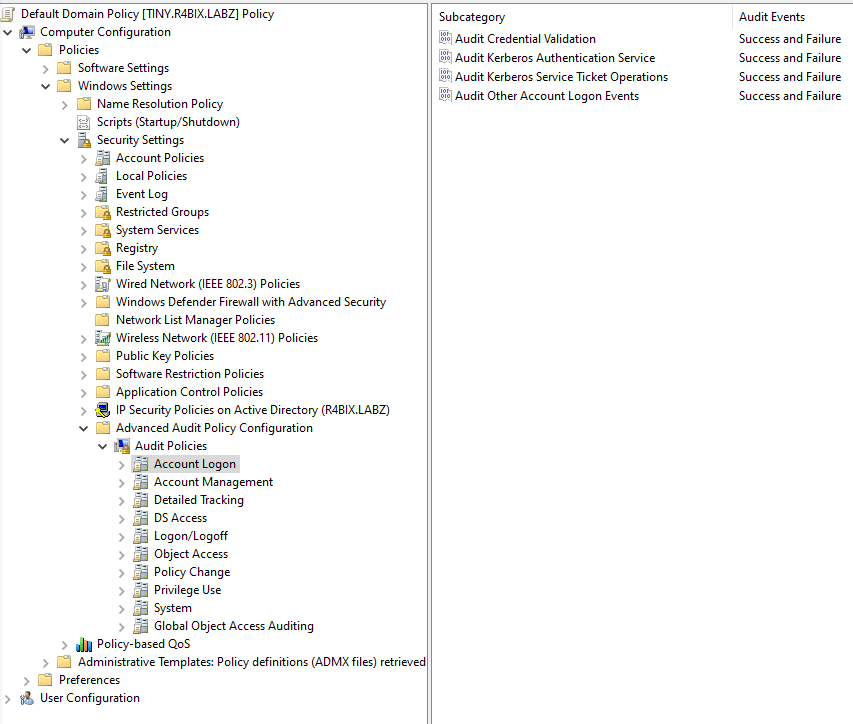 Default Domain Policy [TINY.R4BIX.LABZ] Policy
Computer Configuration
Policies
Software Settings
Windows Settings
Name Resolution Policy
Scripts (Startup/Shutdown)
Security Settings
Account Policies
Local Policies
Event Log
Restricted Groups
System Services
Registry
File System
Wired Network (IEEE 802.3) Policies
Windows Defender Firewall with Advanced Security
Network List Manager Policies
Wireless Network (IEEE 802.11) Policies
Public Key Policies
Software Restriction Policies
Application Control Policies
IP Security Policies on Active Directory (R4BIX.LABZ)
Advanced Audit Policy Configuration
Audit Policies
Account Logon
Account Management
Detailed Tracking
DS Access
Logon/Logoff
Object Access
Policy Change
Privilege Use
System
Global Object Access Auditing
Policy-based QoS
Administrative Templates: Policy definitions (ADMX files) retrieved
Preferences
User Configuration
Subcategory Audit Events
Audit Credential Validation Success and Failure
Audit Kerberos Authentication Service Success and Failure
Audit Kerberos Service Ticket Operations Success and Failure
Audit Other Account Logon Events Success and Failure